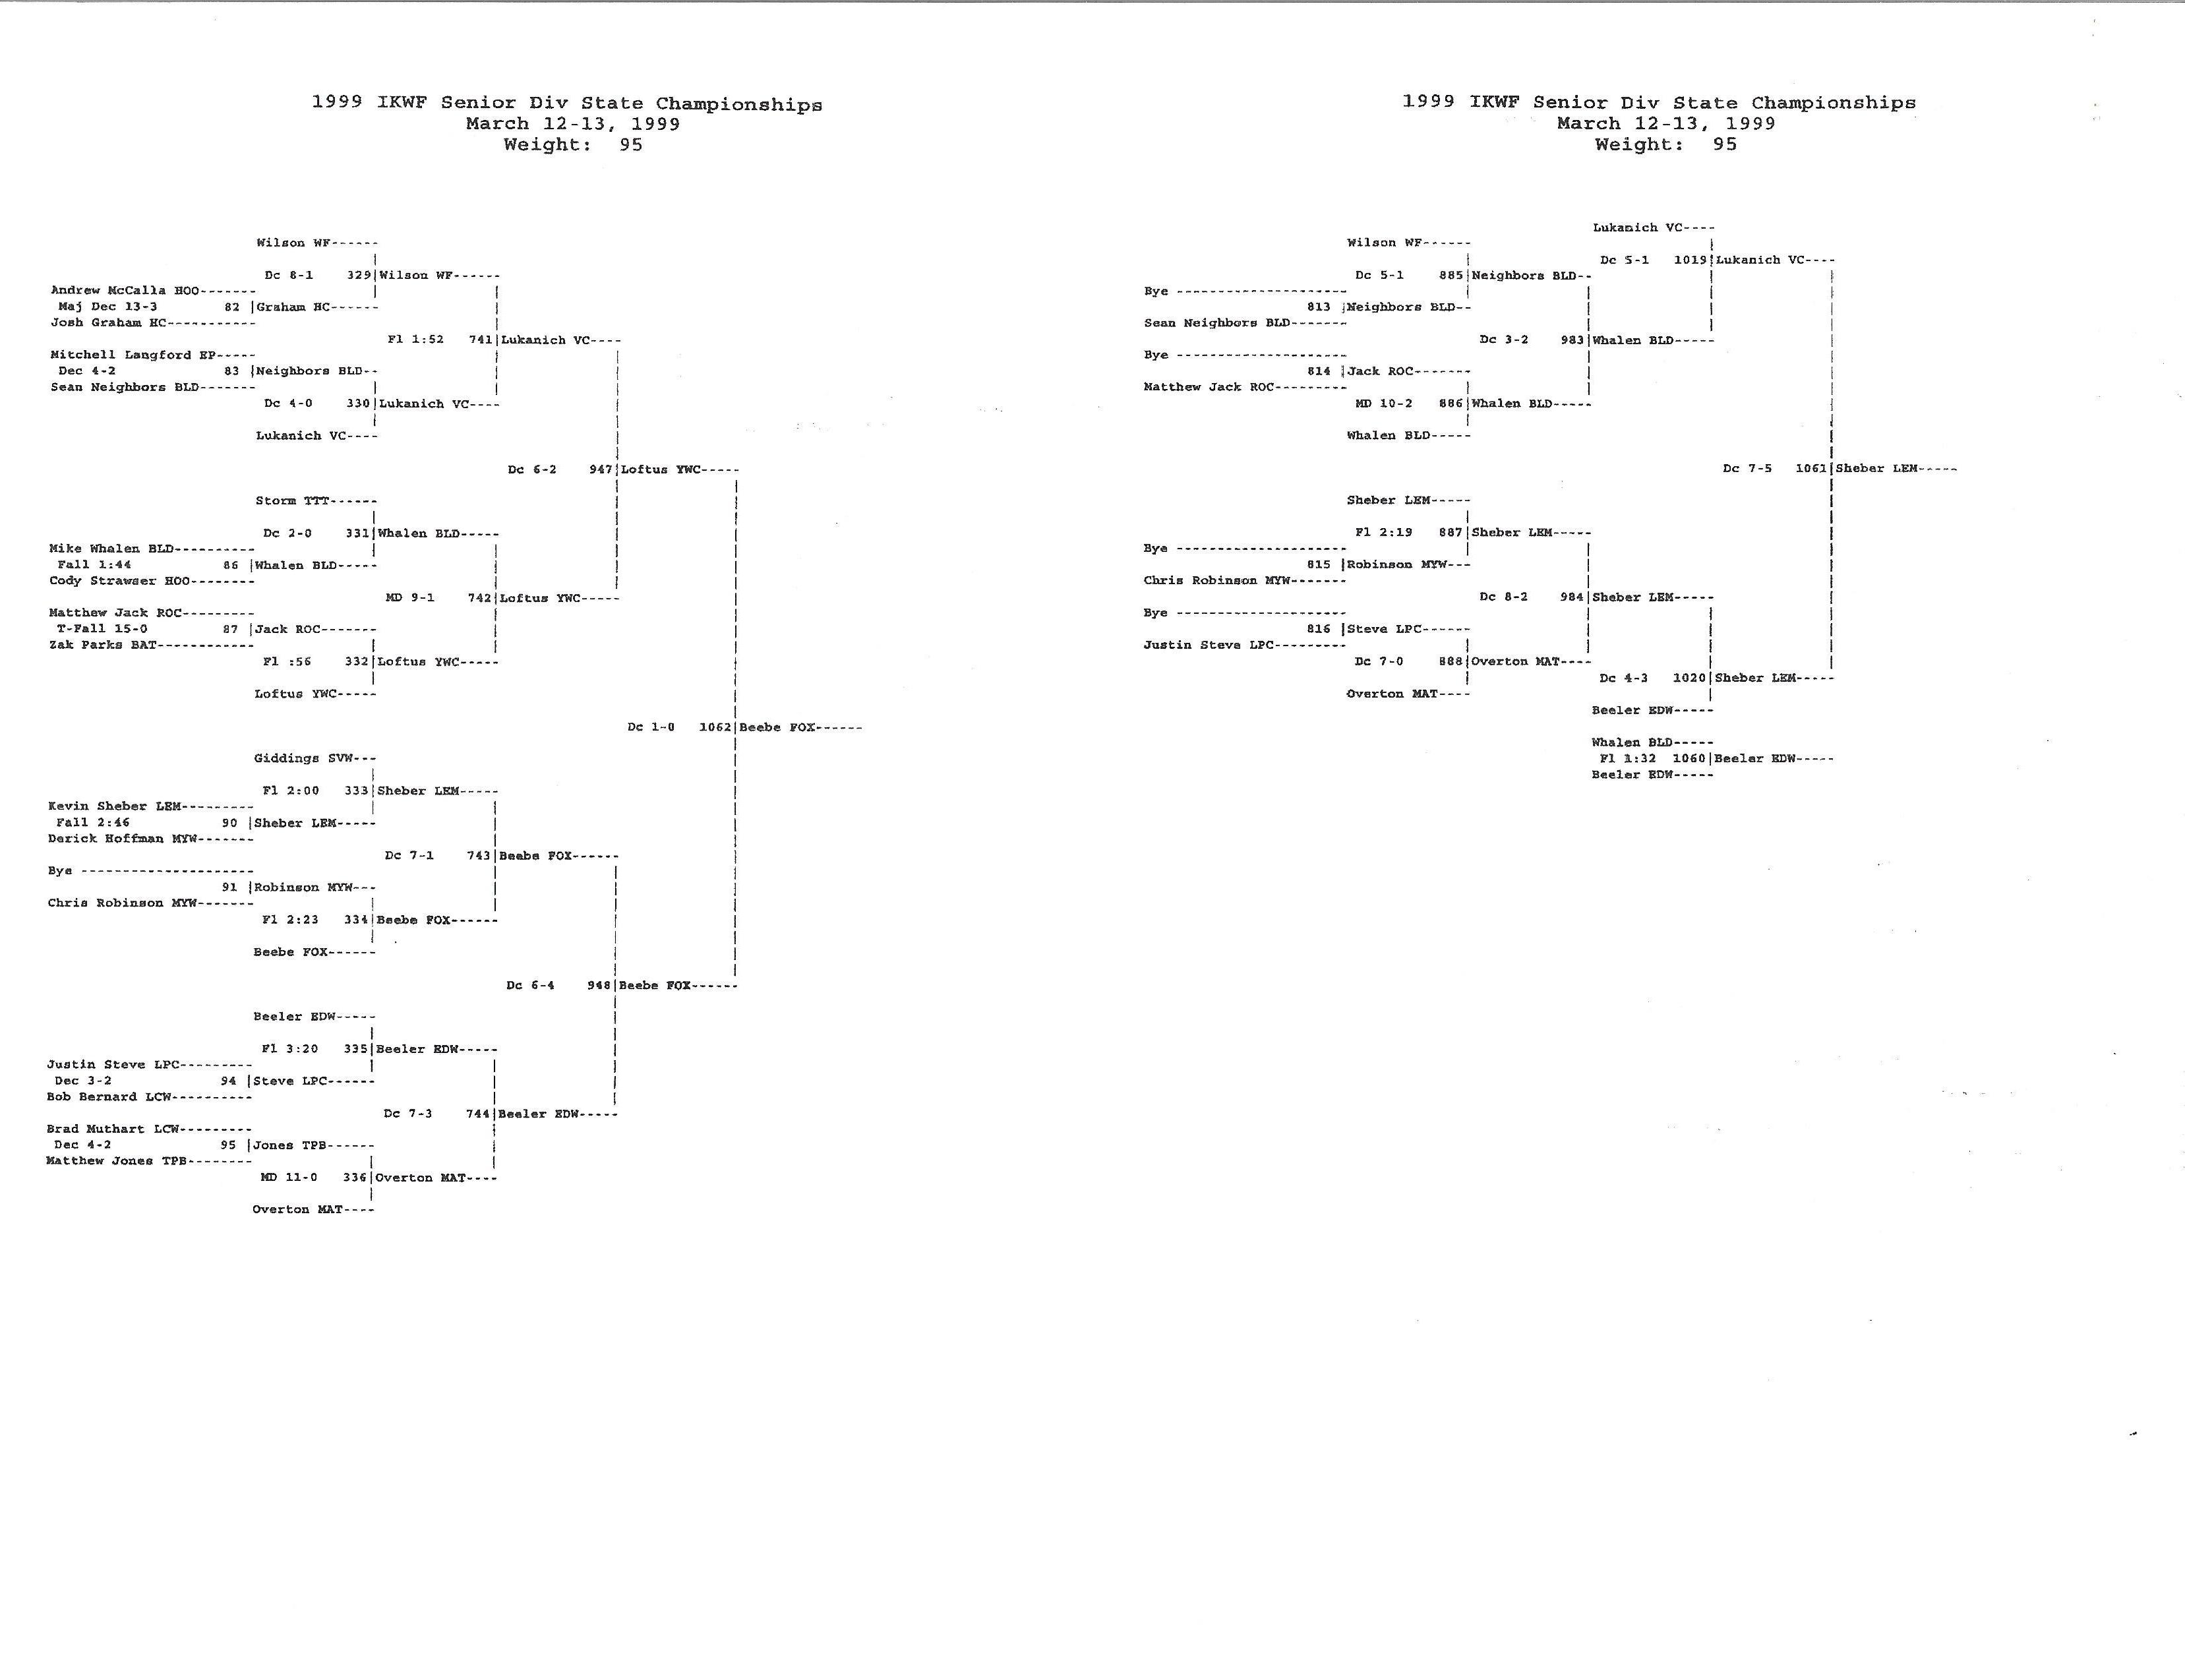 1999 IKWF Senior Div State Championships
March 12-13, 1999
Weight: 95
Wilson WF------
Dc 8-1 329|Wilson WF------
Andrew McCalla HOO-------
Maj Dec 13-3 82 |Graham HC------
Josh Graham HC-----------
Fl 1:52 741|Lukanich VC----
Mitchell Langford EP-----
Dec 4-2 83 |Neighbors BLD--
Sean Neighbors BLD-------
Dc 4-0 330|Lukanich VC----
Lukanich VC----
Dc 6-2 947|Loftus YWC-----
Storm TTT------
Dc 2-0 331|Whalen BLD-----
Mike Whalen BLD----------
Fall 1:44 86 |Whalen BLD-----
Cody Strawser HOO--------
MD 9-1 742|Loftus YWC-----
Matthew Jack ROC---------
T-Fall 15-0 87 |Jack ROC-------
Zak Parks BAT------------
Fl :56 332|Loftus YWC-----
Loftus YWC-----
Dc 1-0 1062|Beebe FOX------
Giddings SVW---
Fl 2:00 333|Sheber LEM-----
Kevin Sheber LEM---------
Fall 2:46 90 |Sheber LEM-----
Derick Hoffman MYW-------
Dc 7-1 743|Beebe FOX------
Bye ---------------------
91 |Robinson MYW---
Chris Robinson MYW-------
Fl 2:23 334|Beebe FOX------
Beebe FOX------
Dc 6-4 948|Beebe FOX------
Beeler EDW-----
Fl 3:20 335|Beeler EDW-----
Justin Steve LPC---------
Dec 3-2 94 |Steve LPC------
Bob Bernard LCW----------
Dc 7-3 744|Beeler EDW-----
Brad Muthart LCW---------
Dec 4-2 95 |Jones TPB------
Matthew Jones TPB--------
MD 11-0 336|Overton MAT----
Overton MAT----
1999 IKWF Senior Div State Championships
March 12-13, 1999
Weight: 95
Lukanich VC----
Wilson WF------
Dc 5-1 1019|Lukanich VC----
Dc 5-1 885|Neighbors BLD--
Bye ---------------------
813 |Neighbors BLD--
Sean Neighbors BLD-------
Dc 3-2 983|Whalen BLD-----
Bye ---------------------
814 |Jack ROC-------
Matthew Jack ROC---------
MD 10-2 886|Whalen BLD-----
Whalen BLD-----
Dc 7-5 1061|Sheber LEM-----
Sheber LEM-----
Fl 2:19 887|Sheber LEM-----
Bye ---------------------
815 |Robinson MYW---
Chris Robinson MYW-------
Dc 8-2 984|Sheber LEM-----
Bye ---------------------
816 |Steve LPC------
Justin Steve LPC---------
Dc 7-0 888|Overton MAT----
Dc 4-3 1020|Sheber LEM-----
Overton MAT----
Beeler EDW-----
Whalen BLD-----
Fl 1:32 1060|Beeler EDW-----
Beeler EDW-----